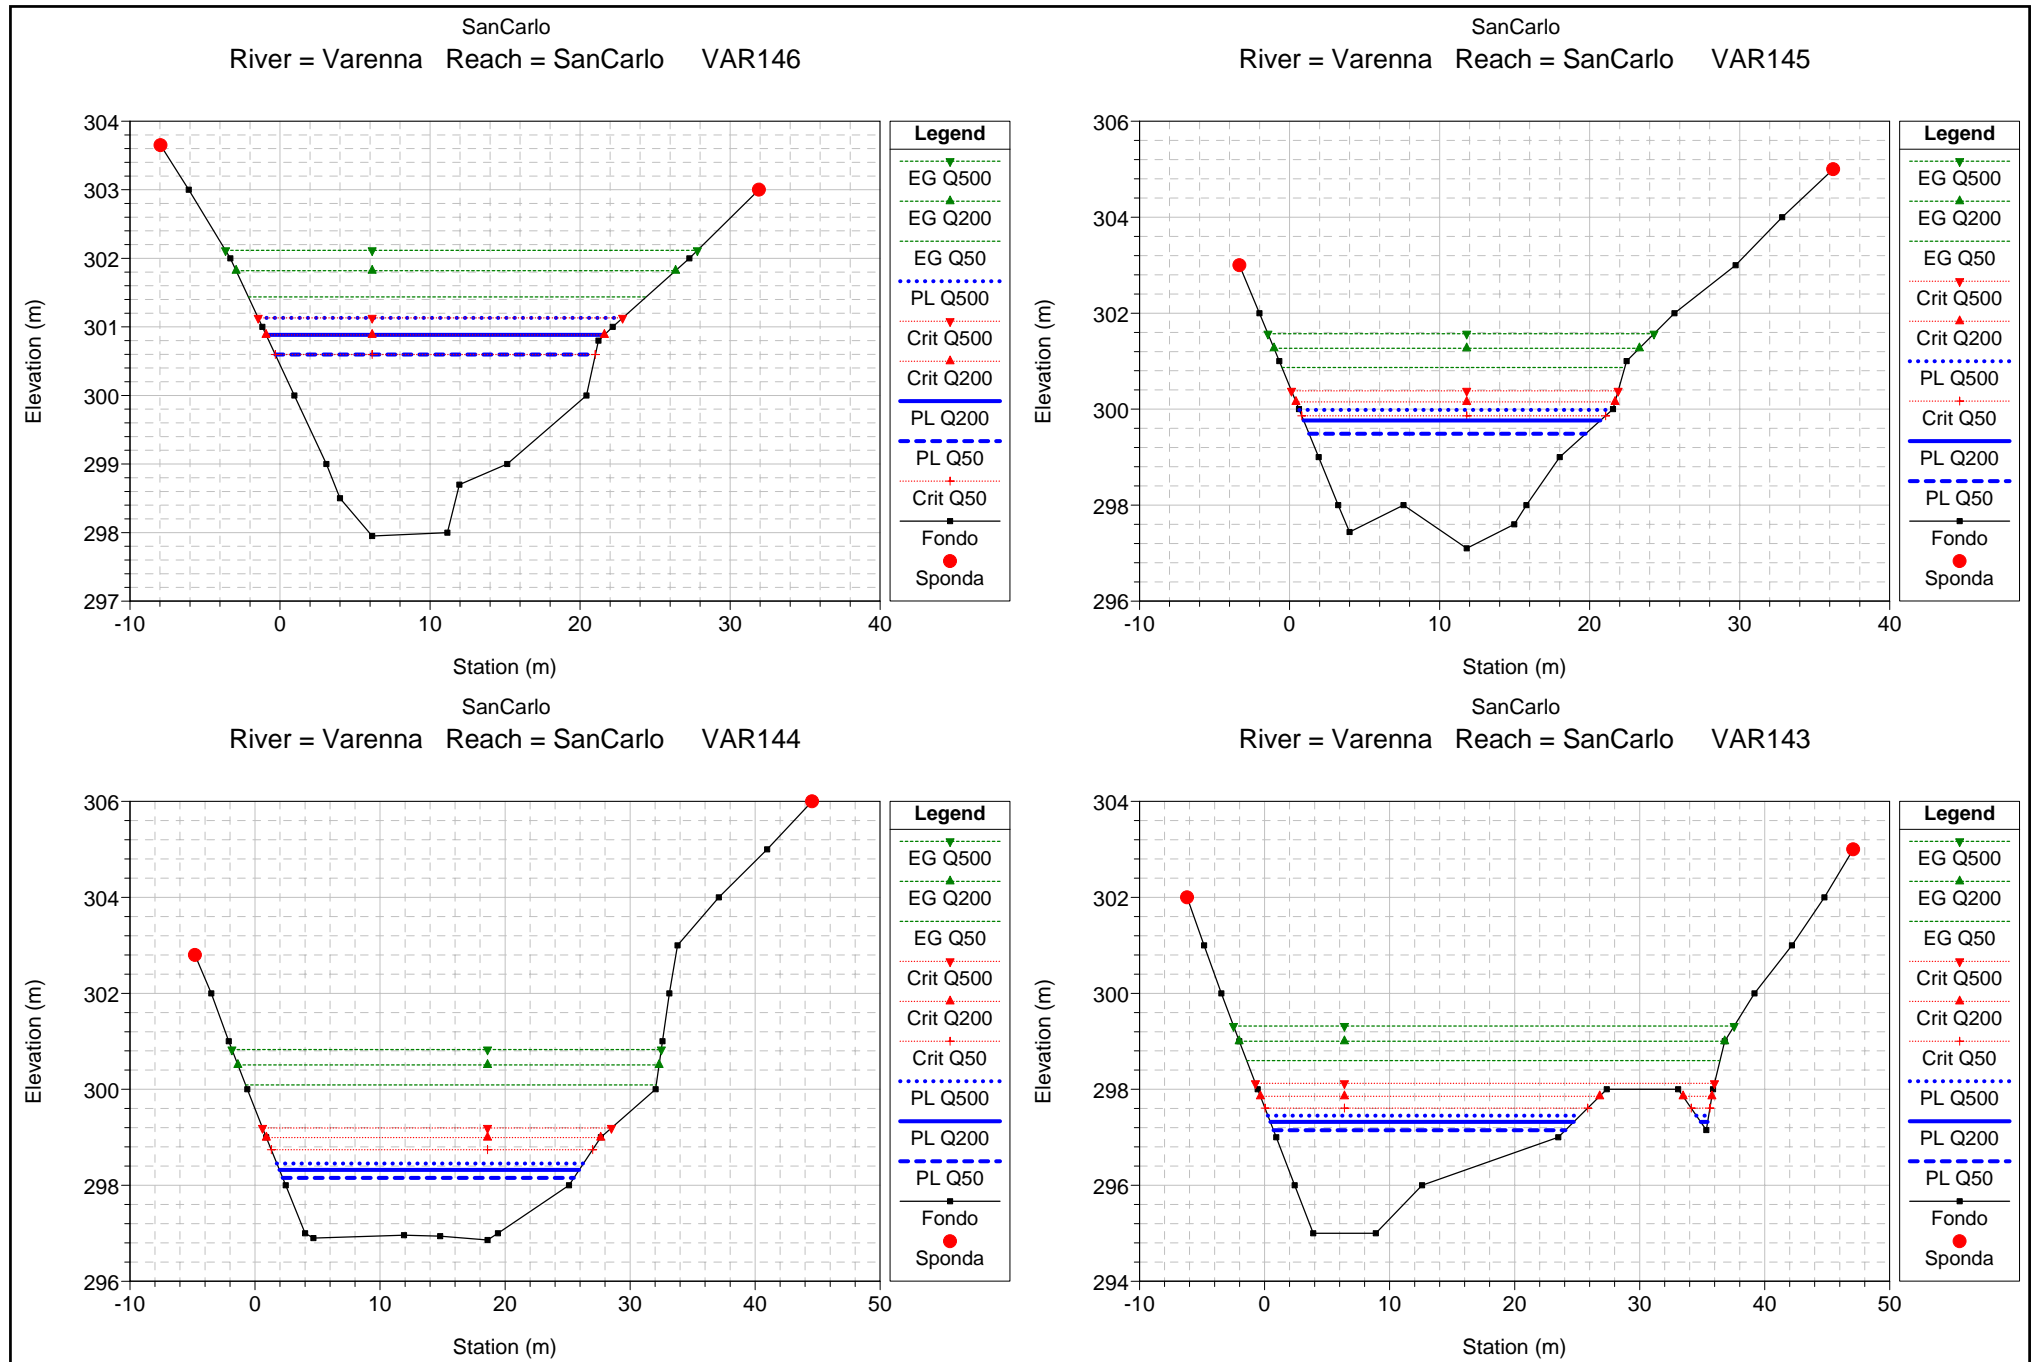 SanCarlo
River = Varenna Reach = SanCarlo VAR146
304
303
302
301
300
299
298
297
-10
0
10
20
30
40
Elevation (m)
Station (m)
Legend
EG Q500
EG Q200
EG Q50
PL Q500
Crit Q500
Crit Q200
PL Q200
PL Q50
Crit Q50
Fondo
Sponda
SanCarlo
River = Varenna Reach = SanCarlo VAR145
306
304
302
300
298
296
-10
0
10
20
30
40
Elevation (m)
Station (m)
Legend
EG Q500
EG Q200
EG Q50
Crit Q500
Crit Q200
PL Q500
Crit Q50
PL Q200
PL Q50
Fondo
Sponda
SanCarlo
River = Varenna Reach = SanCarlo VAR144
306
304
302
300
298
296
-10
0
10
20
30
40
50
Elevation (m)
Station (m)
Legend
EG Q500
EG Q200
EG Q50
Crit Q500
Crit Q200
Crit Q50
PL Q500
PL Q200
PL Q50
Fondo
Sponda
SanCarlo
River = Varenna Reach = SanCarlo VAR143
304
302
300
298
296
294
-10
0
10
20
30
40
50
Elevation (m)
Station (m)
Legend
EG Q500
EG Q200
EG Q50
Crit Q500
Crit Q200
Crit Q50
PL Q500
PL Q200
PL Q50
Fondo
Sponda